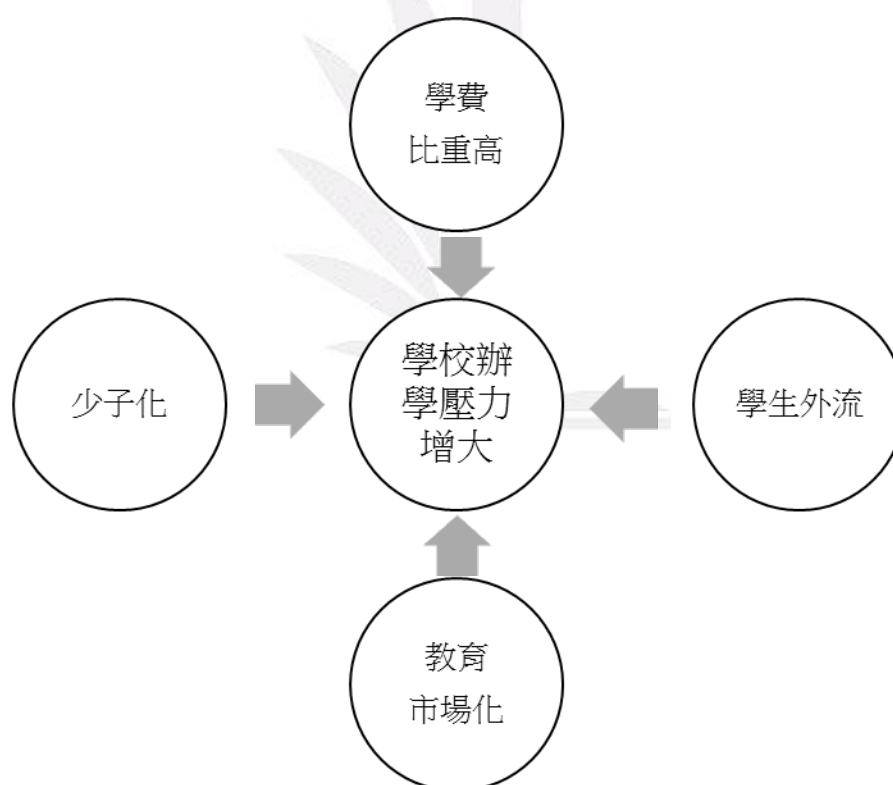 學費
比重高
少子化
學校辦
學壓力
增大
學生外流
教育
市場化